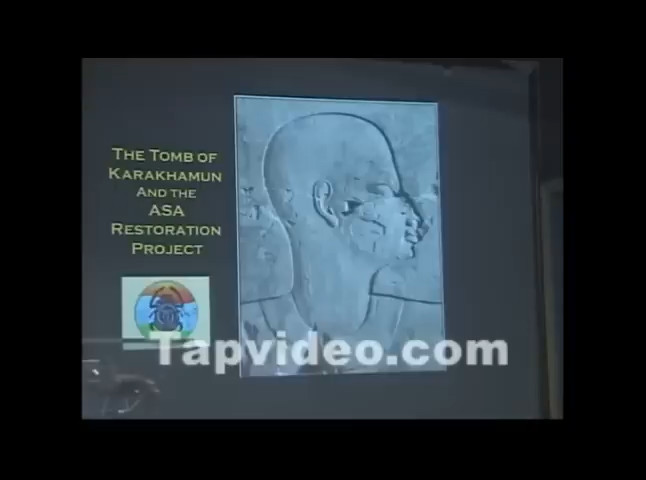 THE TOMB OF
KARAKHAMUN
AND THE
ASA
RESTORATION
PROJECT
Tapvideo.com